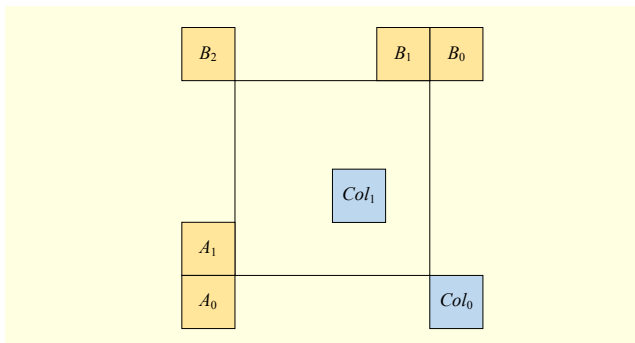 B₂ B₁ B₀
Col₁
A₁
A₀ Col₀